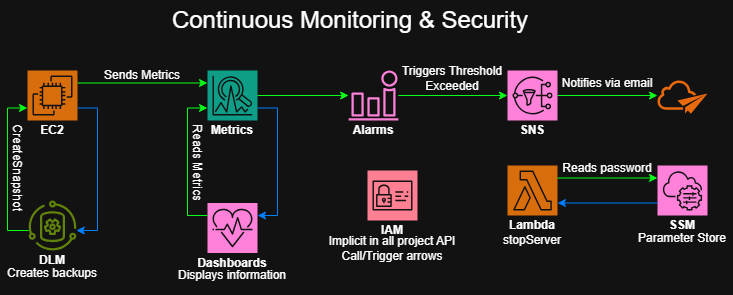 Continuous Monitoring & Security
Sends Metrics
Triggers Threshold
Exceeded
Notifies via email
EC2
Metrics
Alarms
SNS
CreateSnapshot
Reads Metrics
Reads password
DLM
Creates backups
Dashboards
Displays information
IAM
Implicit in all project API
Call/Trigger arrows
Lambda
stopServer
SSM
Parameter Store